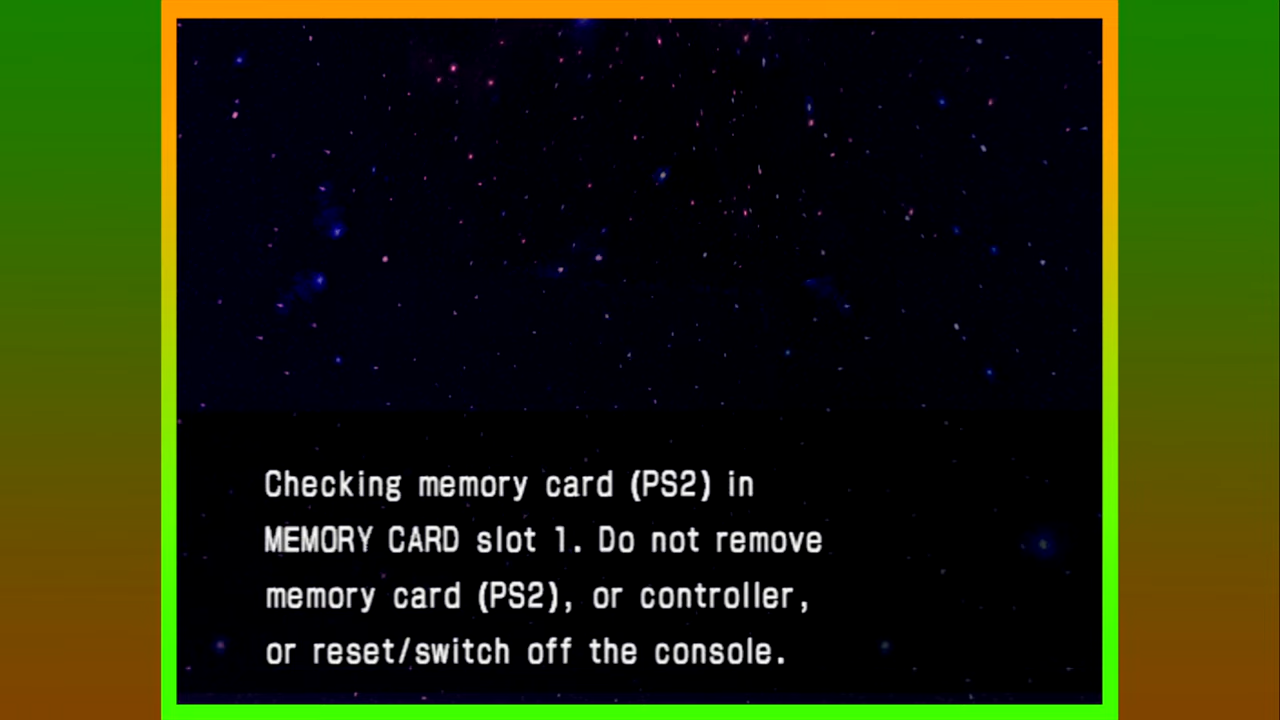 Checking memory card (PS2) in
MEMORY CARD slot 1. Do not remove
memory card (PS2), or controller,
or reset/switch off the console.